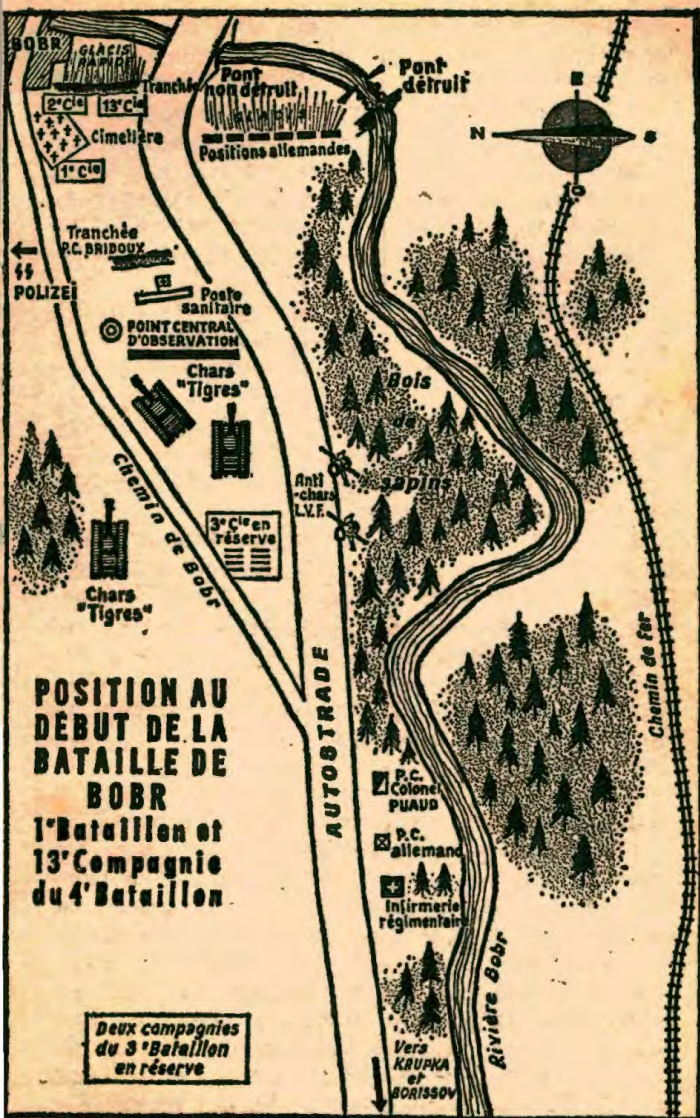 BOBR
GLACIS
RAPIDE
Tranchée
2ᵉ Cⁱᵉ
13ᵉ Cⁱᵉ
Cimetière
1ᵉ Cⁱᵉ
Pont
non détruit
Pont
détruit
Positions allemandes
E
N
S
O
Tranchée
P.C. BRIDOUX
SS
POLIZEI
Poste
sanitaire
POINT CENTRAL
D'OBSERVATION
Chars
"Tigres"
Bois
de
sapins
Anti
chars
L.V.F.
3ᵉ Cⁱᵉ en
réserve
Chemin de Bobr
Chars
"Tigres"
Chemin de Fer
POSITION AU
DÉBUT DE LA
BATAILLE DE
BOBR
1ᵉʳ Bataillon et
13ᵉ Compagnie
du 4ᵉ Bataillon
AUTOSTRADE
P.C.
Colonel
PUAUD
P.C.
allemand
Infirmerie
régimentaire
Rivière Bobr
Deux compagnies
du 3ᵉ Bataillon
en réserve
Vers
KRUPKA
et
BORISSOV